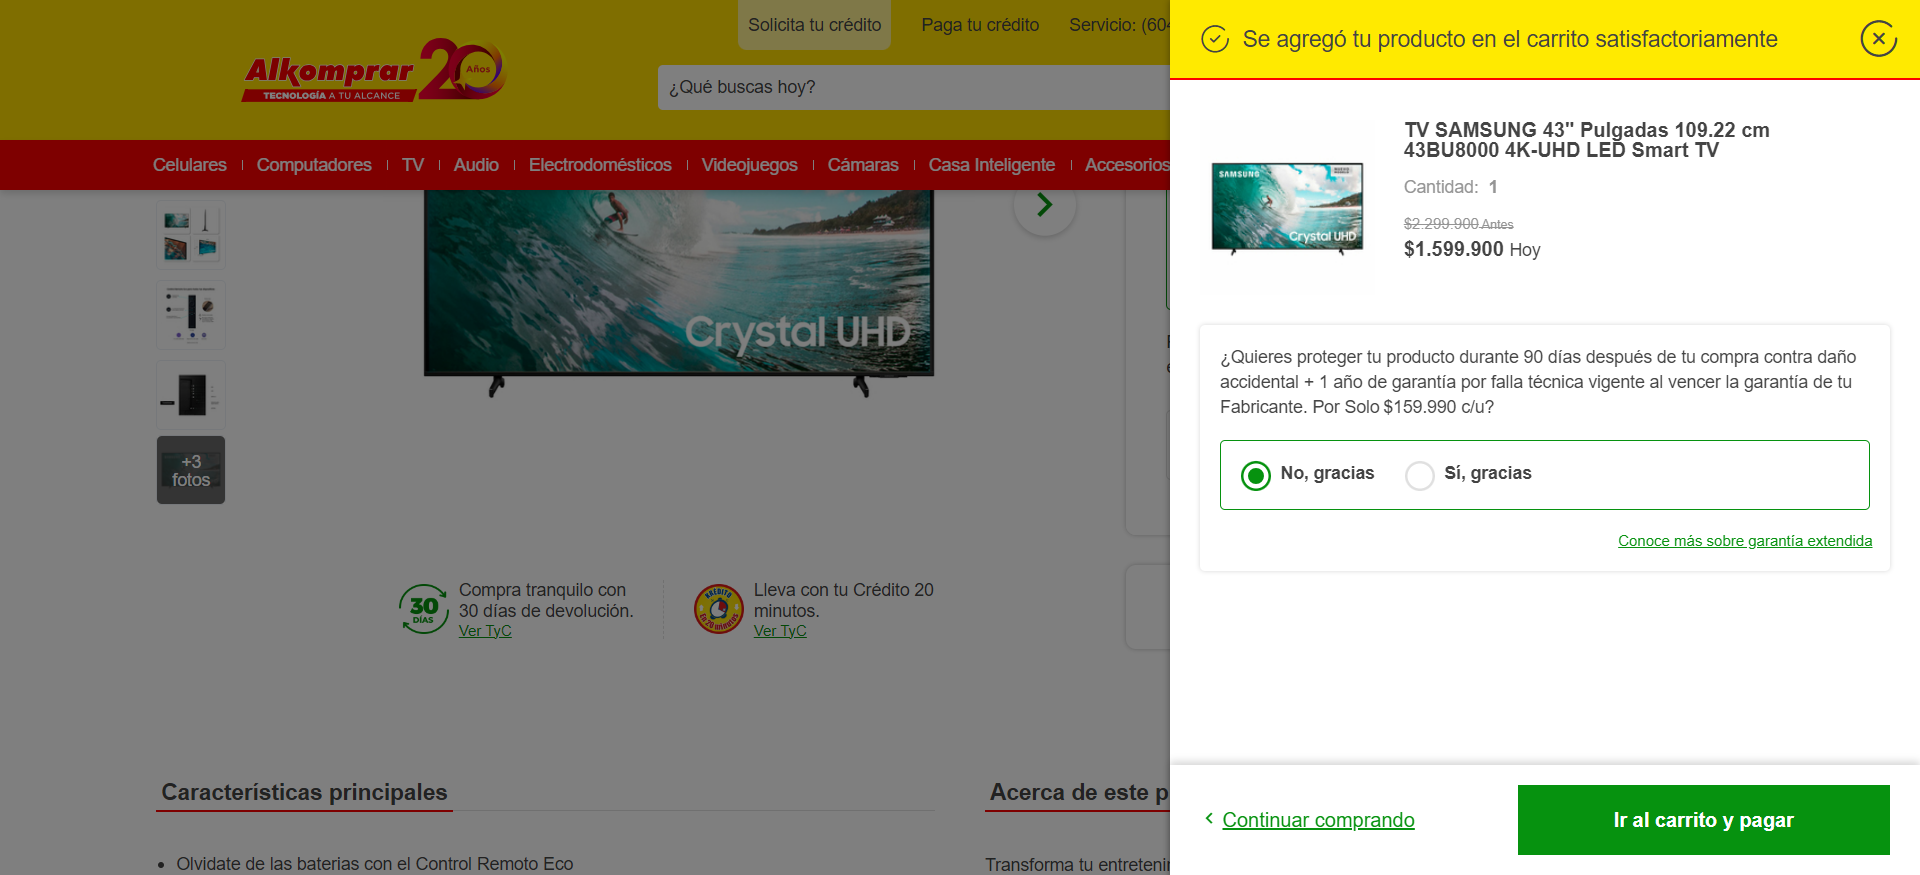 Solicita tu crédito
Paga tu crédito
Servicio: (604
Alkomprar 20 Años
TECNOLOGÍA A TU ALCANCE
¿Qué buscas hoy?
Celulares
Computadores
TV
Audio
Electrodomésticos
Videojuegos
Cámaras
Casa Inteligente
Accesorios
Crystal UHD
+3
fotos
30
DÍAS
Compra tranquilo con
30 días de devolución.
Ver TyC
KREDITO
En 20 minutos
Lleva con tu Crédito 20
minutos.
Ver TyC
Características principales
Olvidate de las baterias con el Control Remoto Eco
Acerca de este p
Transforma tu entreteni
Se agregó tu producto en el carrito satisfactoriamente
SAMSUNG
Crystal UHD
TV SAMSUNG 43" Pulgadas 109.22 cm
43BU8000 4K-UHD LED Smart TV
Cantidad: 1
$2.299.900 Antes
$1.599.900 Hoy
¿Quieres proteger tu producto durante 90 días después de tu compra contra daño
accidental + 1 año de garantía por falla técnica vigente al vencer la garantía de tu
Fabricante. Por Solo $159.990 c/u?
No, gracias
Sí, gracias
Conoce más sobre garantía extendida
Continuar comprando
Ir al carrito y pagar